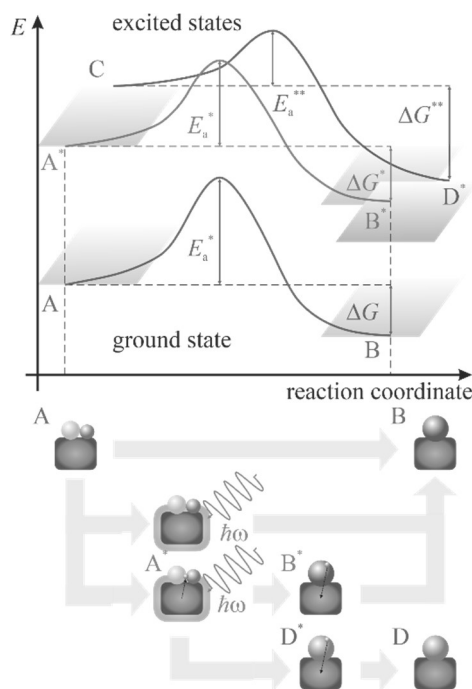 E
excited states
C
E_a^**
E_a^*
ΔG^**
A^*
ΔG^*
D^*
B^*
E_a^*
A
ΔG
ground state
B
reaction coordinate
A
B
ħω
A^*
B^*
ħω
D^*
D